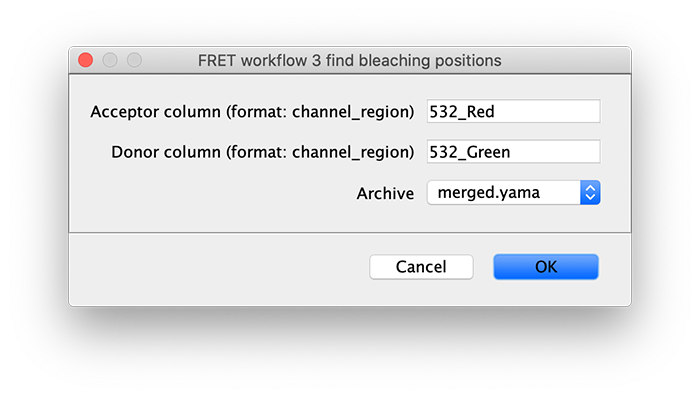 FRET workflow 3 find bleaching positions
Acceptor column (format: channel_region) 532_Red
Donor column (format: channel_region) 532_Green
Archive merged.yama
Cancel OK